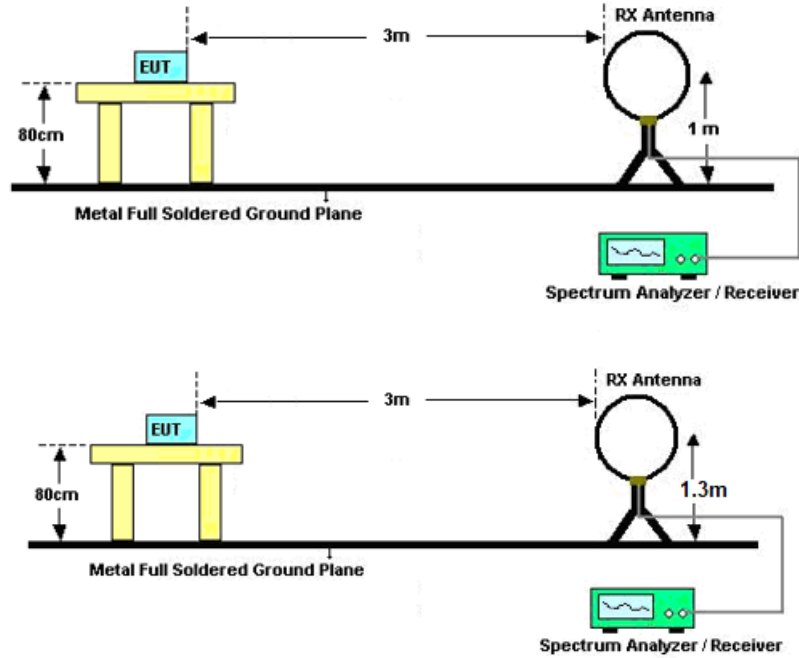 RX Antenna
3m
EUT
80cm
1 m
Metal Full Soldered Ground Plane
Spectrum Analyzer / Receiver
RX Antenna
3m
EUT
80cm
1.3m
Metal Full Soldered Ground Plane
Spectrum Analyzer / Receiver